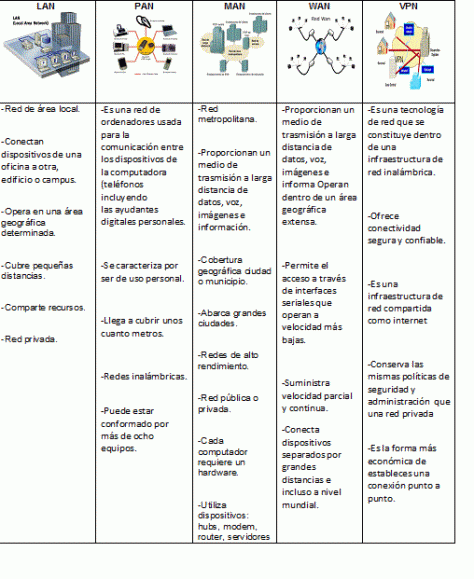 LAN
PAN
MAN
WAN
VPN
LAN
(Local Area Network)
Red Wan
VPN
-Red de área local.
-Conectan
dispositivos de una
oficina a otra,
edificio o campus.
-Opera en una área
geográfica
determinada.
-Cubre pequeñas
distancias.
-Comparte recursos.
-Red privada.
-Es una red de
ordenadores usada
para la
comunicación entre
los dispositivos de
la computadora
(teléfonos
incluyendo
las ayudantes
digitales personales.
-Se caracteriza por
ser de uso personal.
-Llega a cubrir unos
cuanto metros.
-Redes inalámbricas.
-Puede estar
conformado por
más de ocho
equipos.
-Red
metropolitana.
-Proporcionan un
medio de
trasmisión a larga
distancia de
datos, voz,
imágenes e
información.
-Cobertura
geográfica ciudad
o municipio.
-Abarca grandes
ciudades.
-Redes de alto
rendimiento.
-Red pública o
privada.
-Cada
computador
requiere un
hardware.
-Utiliza
dispositivos:
hubs, modem,
router, servidores
-Proporcionan un
medio de
trasmisión a larga
distancia de
datos, voz,
imágenes e
informa Operan
dentro de un área
geográfica
extensa.
-Permite el
acceso a través
de interfaces
seriales que
operan a
velocidad más
bajas.
-Suministra
velocidad parcial
y continua.
-Conecta
dispositivos
separados por
grandes
distancias e
incluso a nivel
mundial.
-Es una tecnología
de red que se
constituye dentro
de una
infraestructura de
red inalámbrica.
-Ofrece
conectividad
segura y confiable.
-Es una
infraestructura de
red compartida
como internet
-Conserva las
mismas políticas de
seguridad y
administración que
una red privada
-Es la forma más
económica de
estableces una
conexión punto a
punto.